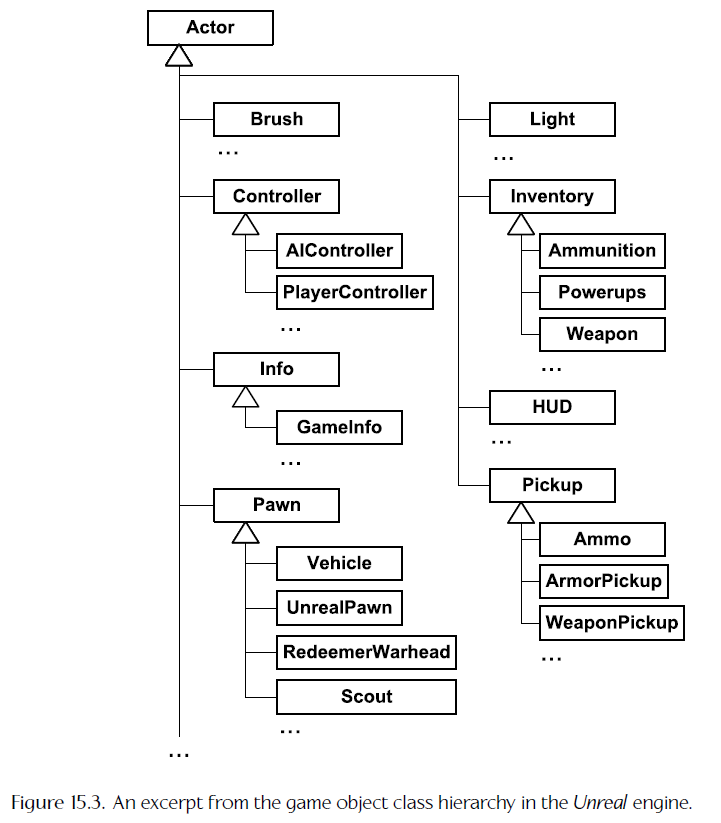 Actor
Brush
...
Controller
AIController
PlayerController
...
Info
GameInfo
...
Pawn
Vehicle
UnrealPawn
RedeemerWarhead
Scout
...
...
Light
...
Inventory
Ammunition
Powerups
Weapon
...
HUD
...
Pickup
Ammo
ArmorPickup
WeaponPickup
...
Figure 15.3. An excerpt from the game object class hierarchy in the Unreal engine.